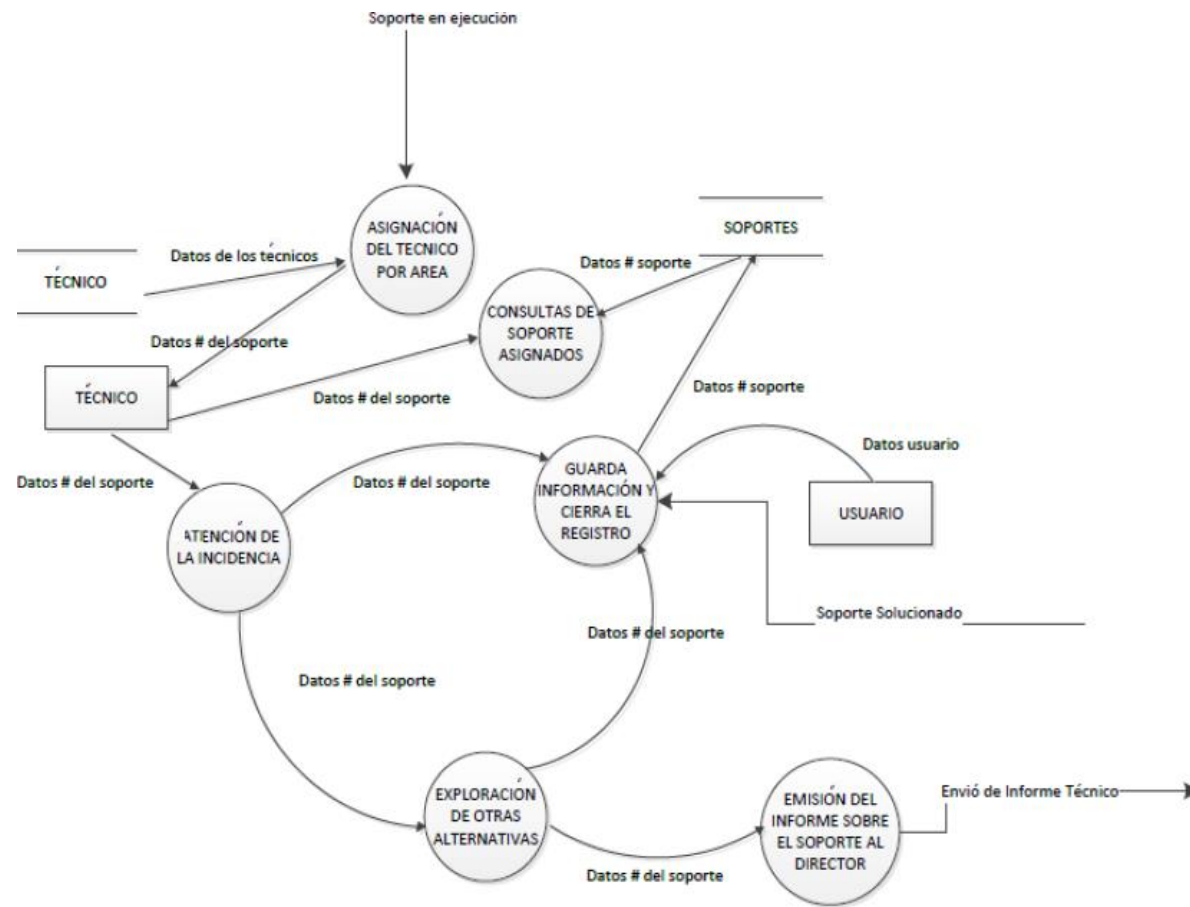 Soporte en ejecución
ASIGNACIÓN
DEL TECNICO
POR AREA
SOPORTES
Datos de los técnicos
Datos # soporte
TÉCNICO
CONSULTAS DE
SOPORTE
ASIGNADOS
Datos # del soporte
TÉCNICO
Datos # del soporte
Datos # soporte
Datos usuario
Datos # del soporte
Datos # del soporte
GUARDA
INFORMACIÓN Y
CIERRA EL
REGISTRO
USUARIO
ATENCIÓN DE
LA INCIDENCIA
Soporte Solucionado
Datos # del soporte
Datos # del soporte
EXPLORACIÓN
DE OTRAS
ALTERNATIVAS
EMISIÓN DEL
INFORME SOBRE
EL SOPORTE AL
DIRECTOR
Envió de Informe Técnico
Datos # del soporte